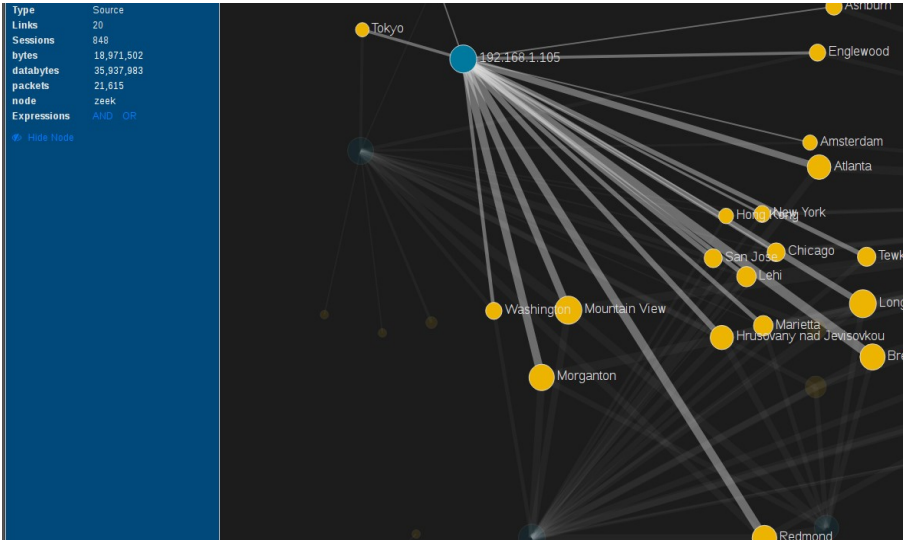 Type Source
Links 20
Sessions 848
bytes 18,971,502
databytes 35,937,983
packets 21,615
node zeek
Expressions AND OR
Hide Node
Ashburn
Tokyo
Englewood
192.168.1.105
Amsterdam
Atlanta
Hong Kong
New York
Chicago
San Jose
Tewk
Lehi
Long
Washington
Mountain View
Marietta
Hrusovany nad Jevisovkou
Bre
Morganton
Redmond